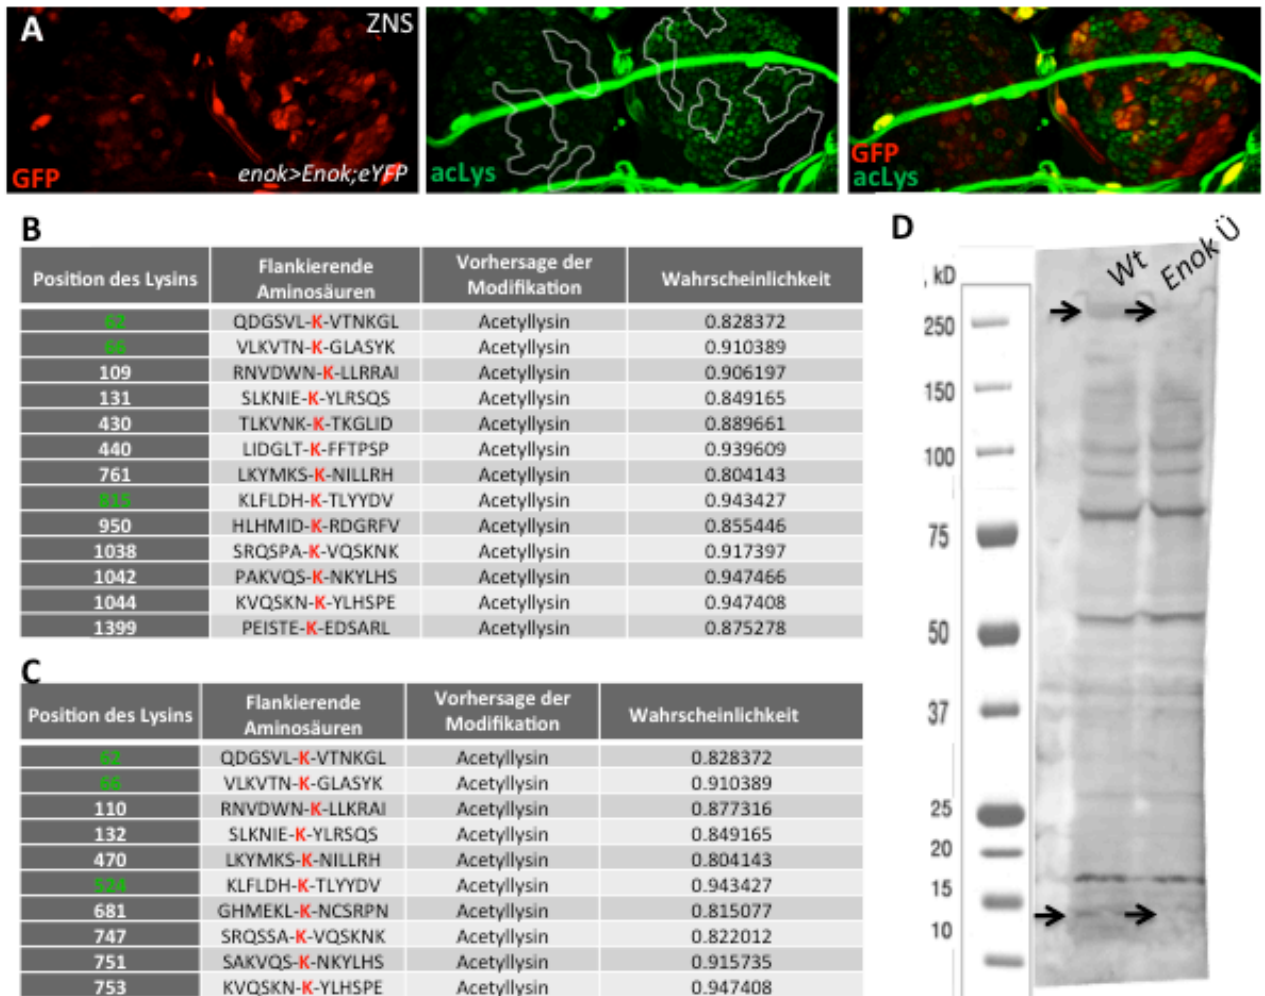 A
ZNS
GFP
enok>Enok;eYFP
acLys
GFP
acLys
B
Position des Lysins Flankierende Aminosäuren Vorhersage der Modifikation Wahrscheinlichkeit
62 QDGSVL-K-VTNKGL Acetyllysin 0.828372
66 VLKVTN-K-GLASYK Acetyllysin 0.910389
109 RNVDWN-K-LLRRAI Acetyllysin 0.906197
131 SLKNIE-K-YLRSQS Acetyllysin 0.849165
430 TLKVNK-K-TKGLID Acetyllysin 0.889661
440 LIDGLT-K-FFTPSP Acetyllysin 0.939609
761 LKYMKS-K-NILLRH Acetyllysin 0.804143
815 KLFLDH-K-TLYYDV Acetyllysin 0.943427
950 HLHMID-K-RDGRFV Acetyllysin 0.855446
1038 SRQSPA-K-VQSKNK Acetyllysin 0.917397
1042 PAKVQS-K-NKYLHS Acetyllysin 0.947466
1044 KVQSKN-K-YLHSPE Acetyllysin 0.947408
1399 PEISTE-K-EDSARL Acetyllysin 0.875278
C
Position des Lysins Flankierende Aminosäuren Vorhersage der Modifikation Wahrscheinlichkeit
62 QDGSVL-K-VTNKGL Acetyllysin 0.828372
66 VLKVTN-K-GLASYK Acetyllysin 0.910389
110 RNVDWN-K-LLKRAI Acetyllysin 0.877316
132 SLKNIE-K-YLRSQS Acetyllysin 0.849165
470 LKYMKS-K-NILLRH Acetyllysin 0.804143
524 KLFLDH-K-TLYYDV Acetyllysin 0.943427
681 GHMEKL-K-NCSRPN Acetyllysin 0.815077
747 SRQSSA-K-VQSKNK Acetyllysin 0.822012
751 SAKVQS-K-NKYLHS Acetyllysin 0.915735
753 KVQSKN-K-YLHSPE Acetyllysin 0.947408
D
, kD
Wt
Enok Ü
250
150
100
75
50
37
25
20
15
10